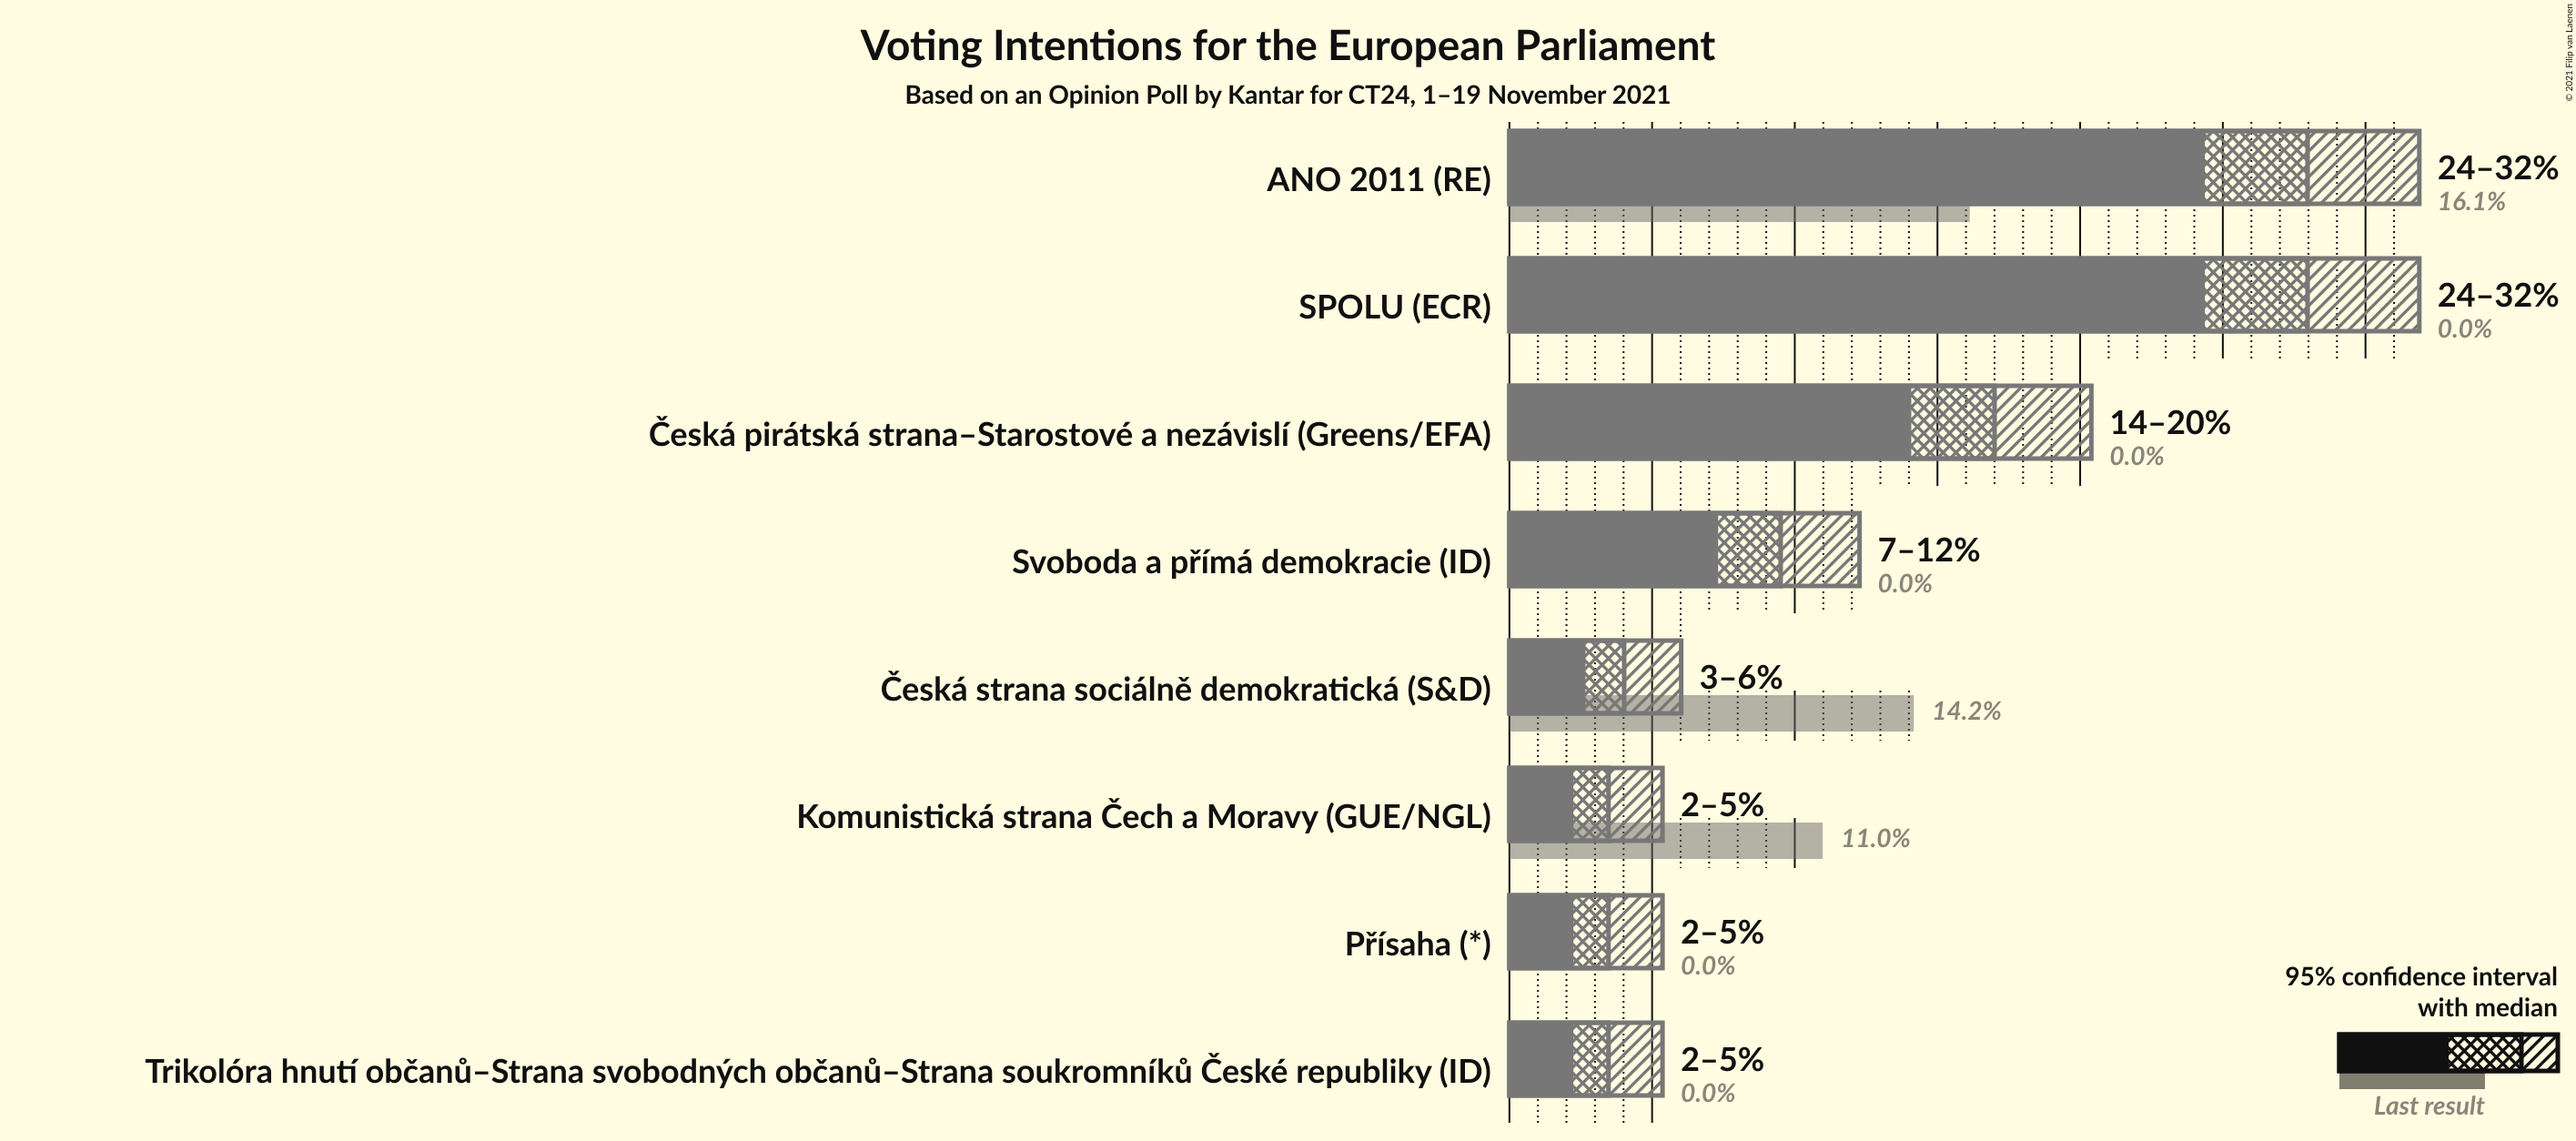 Voting Intentions for the European Parliament
Based on an Opinion Poll by Kantar for CT24, 1–19 November 2021
© 2021 Filip van Laenen
ANO 2011 (RE)
24–32%
16.1%
SPOLU (ECR)
24–32%
0.0%
Česká pirátská strana–Starostové a nezávislí (Greens/EFA)
14–20%
0.0%
Svoboda a přímá demokracie (ID)
7–12%
0.0%
Česká strana sociálně demokratická (S&D)
3–6%
14.2%
Komunistická strana Čech a Moravy (GUE/NGL)
2–5%
11.0%
Přísaha (*)
2–5%
0.0%
Trikolóra hnutí občanů–Strana svobodných občanů–Strana soukromníků České republiky (ID)
2–5%
0.0%
95% confidence interval
with median
Last result